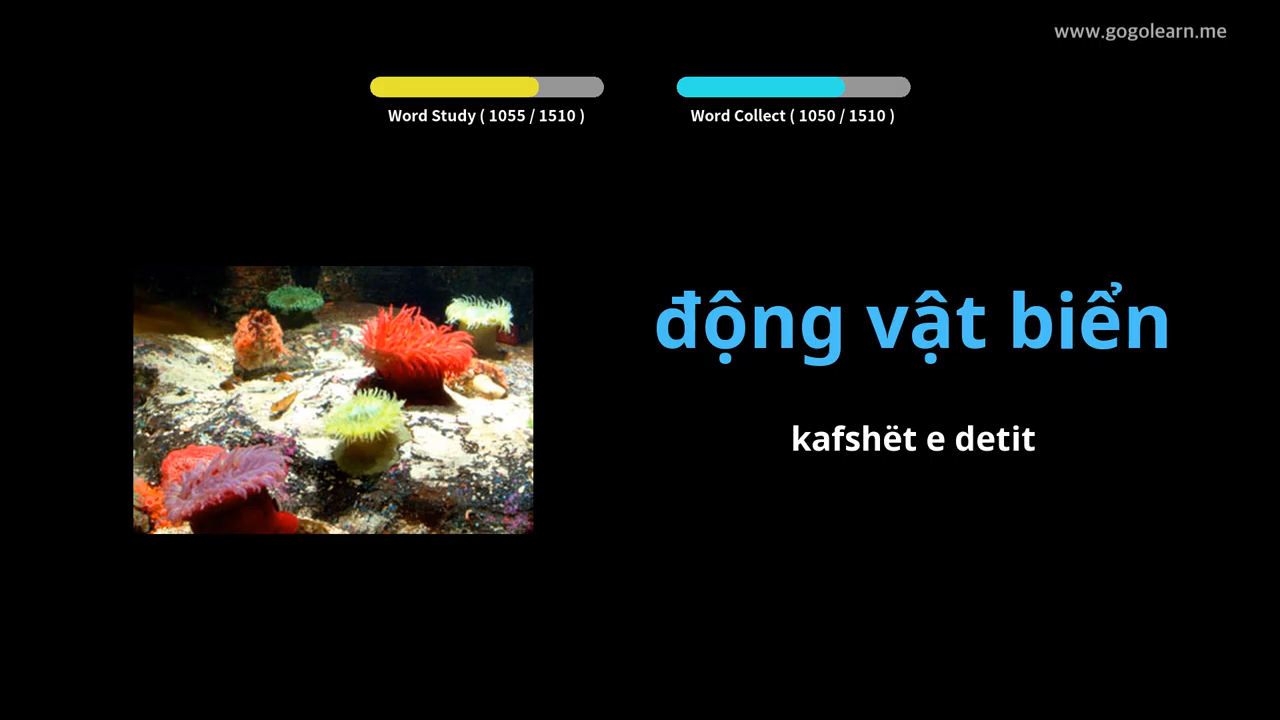 www.gogolearn.me
Word Study ( 1055 / 1510 )
Word Collect ( 1050 / 1510 )
động vật biển
kafshët e detit